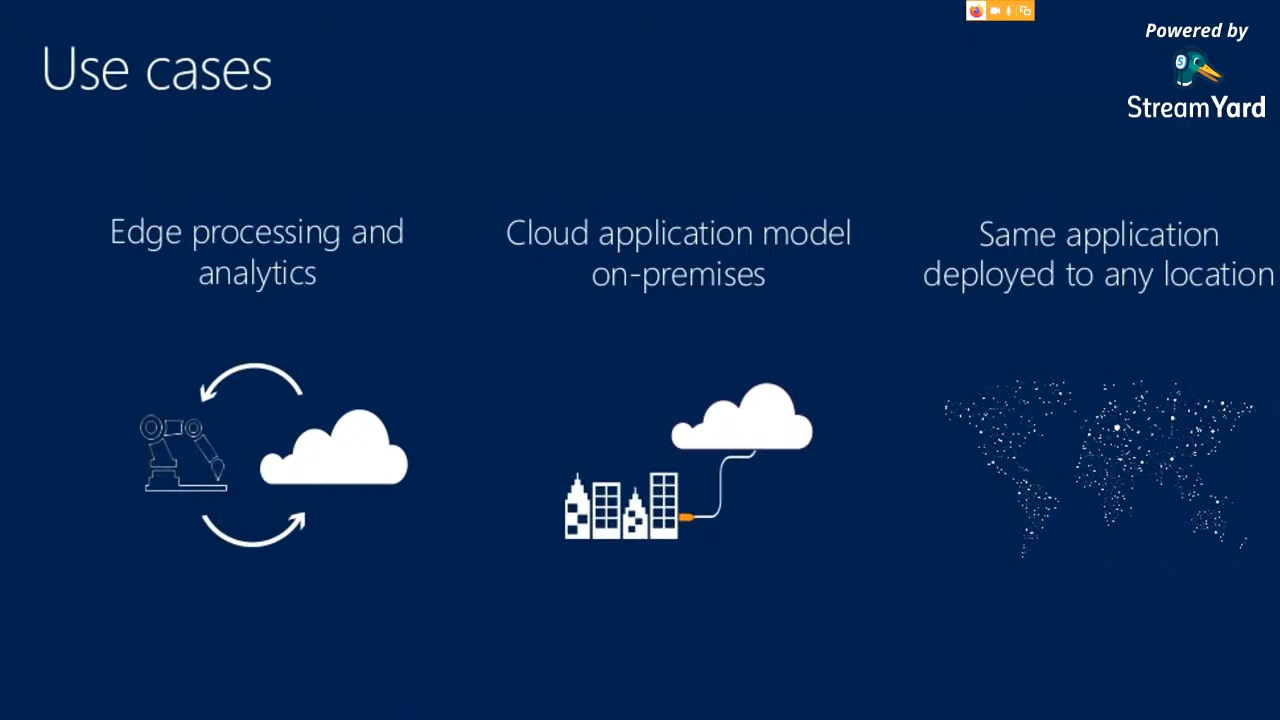 Use cases
Powered by
StreamYard
Edge processing and
analytics
Cloud application model
on-premises
Same application
deployed to any location